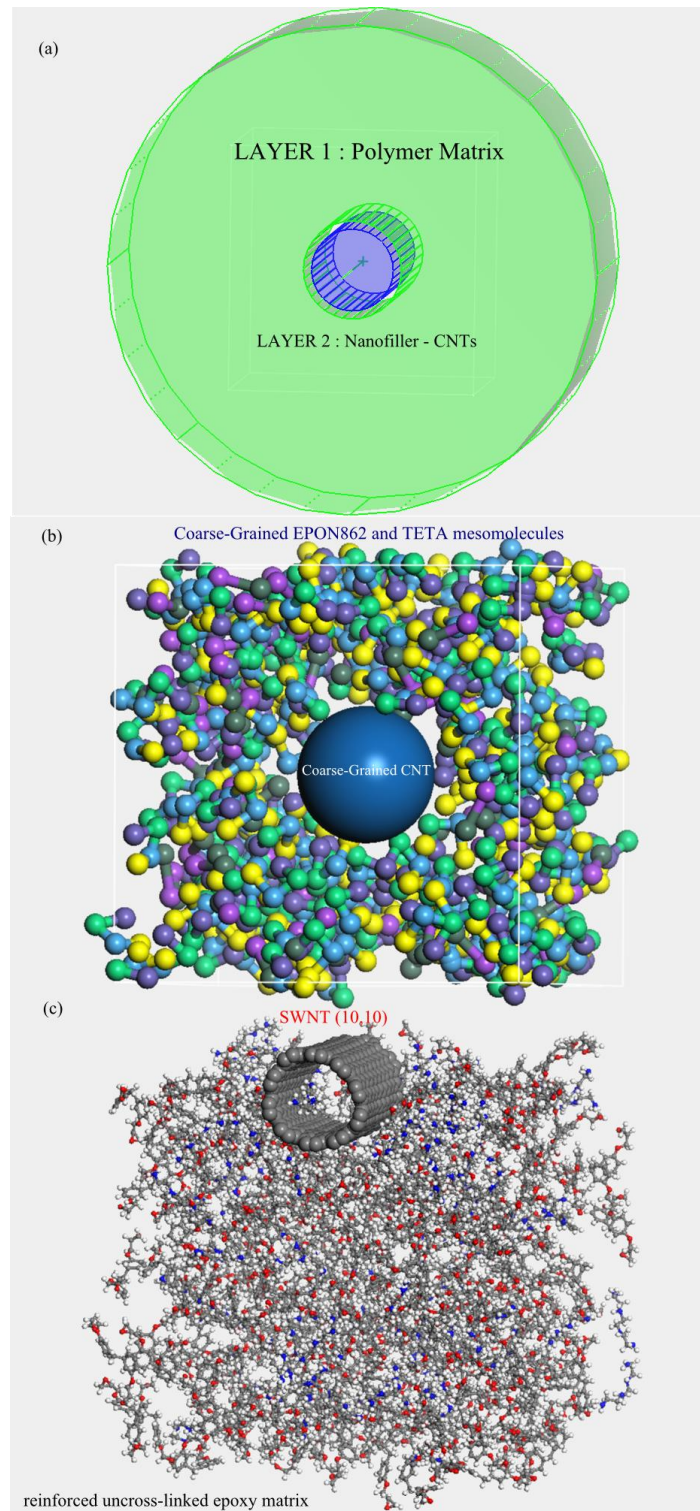 (a)
LAYER 1 : Polymer Matrix
LAYER 2 : Nanofiller - CNTs
(b)
Coarse-Grained EPON862 and TETA mesomolecules
Coarse-Grained CNT
(c)
SWNT (10,10)
reinforced uncross-linked epoxy matrix